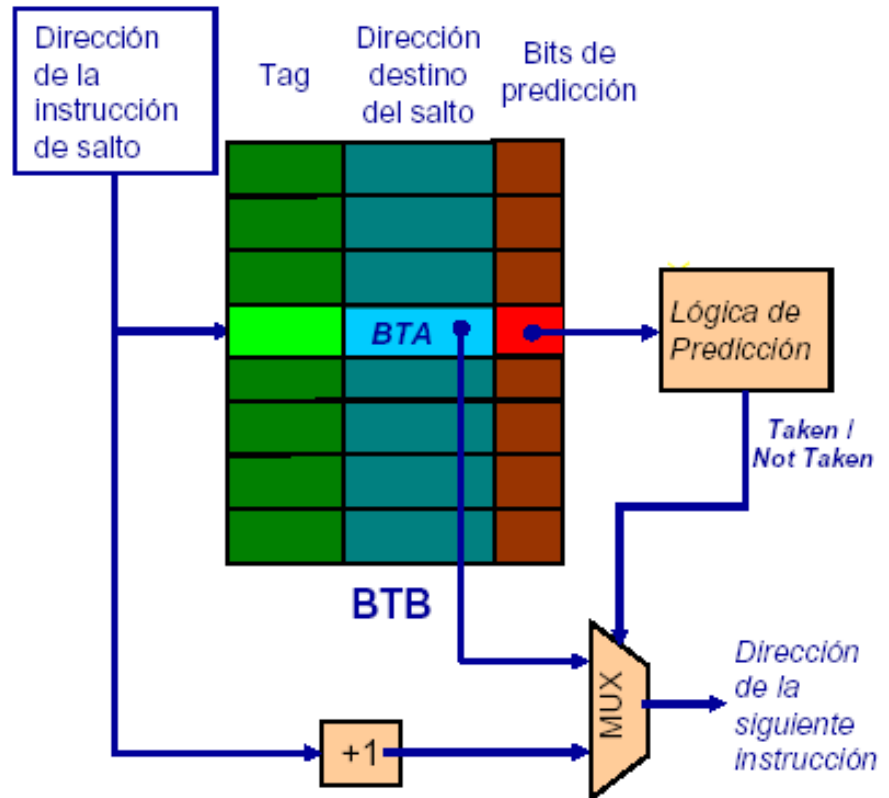 Dirección
de la
instrucción
de salto
Tag
Dirección
destino
del salto
Bits de
predicción
BTA
Lógica de
Predicción
Taken /
Not Taken
BTB
MUX
+1
Dirección
de la
siguiente
instrucción